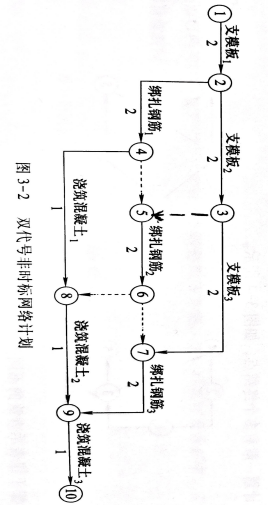 ① 支模板₁ 2 ② 支模板₂ 2 ③ 支模板₃ 2
绑扎钢筋₁ 2 ④ ⑤ 绑扎钢筋₂ 2 ⑥ ⑦ 绑扎钢筋₃ 2
浇筑混凝土₁ 1 ⑧ 浇筑混凝土₂ 1 ⑨ 浇筑混凝土₃ 1 ⑩
图 3-2 双代号非时标网络计划